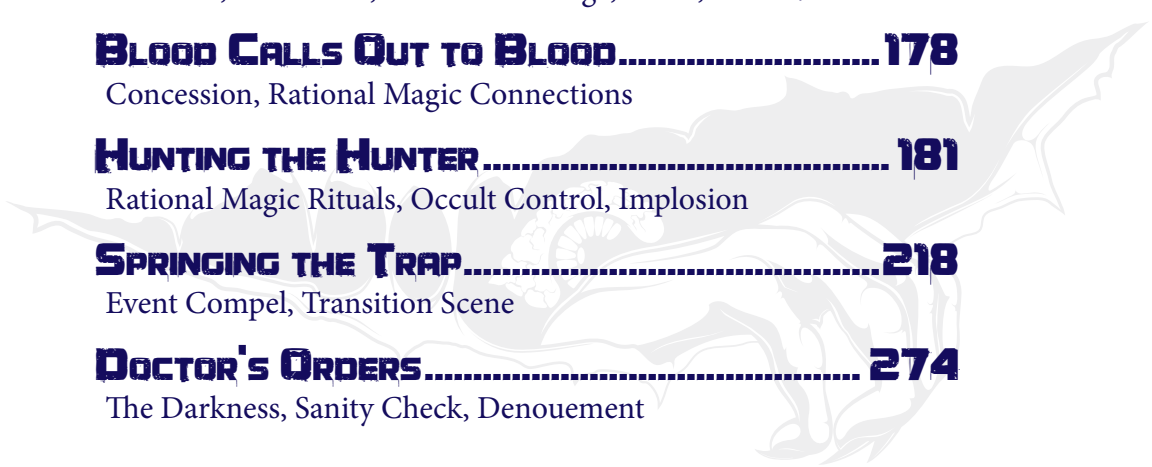 Blood Calls Out to Blood...........................178
Concession, Rational Magic Connections
Hunting the Hunter.......................................... 181
Rational Magic Rituals, Occult Control, Implosion
Springing the Trap...........................................218
Event Compel, Transition Scene
Doctor's Orders............................................. 274
The Darkness, Sanity Check, Denouement